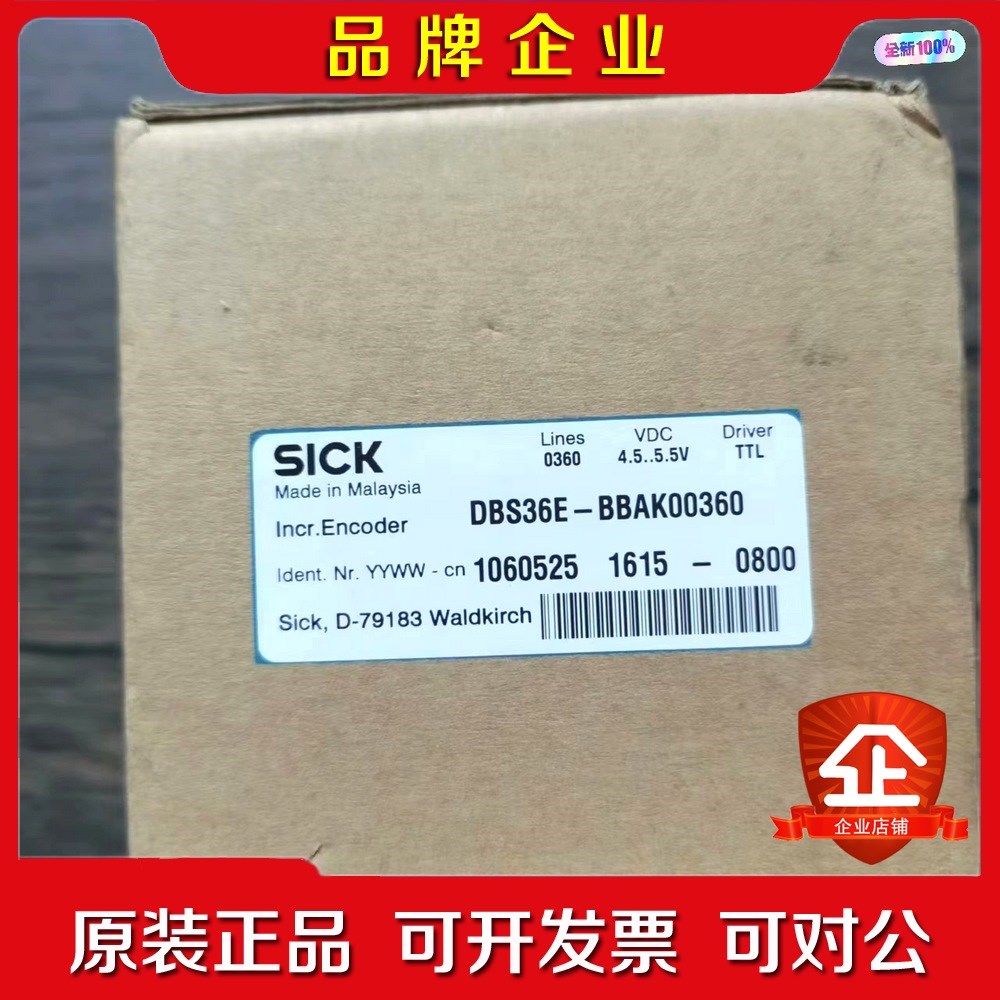 品牌企业
全新100%
SICK
Made in Malaysia
Lines VDC Driver
0360 4.5..5.5V TTL
Incr.Encoder DBS36E-BBAK00360
Ident. Nr. YYWW - cn 1060525 1615 - 0800
Sick, D-79183 Waldkirch
企
企业店铺
原装正品 可开发票 可对公